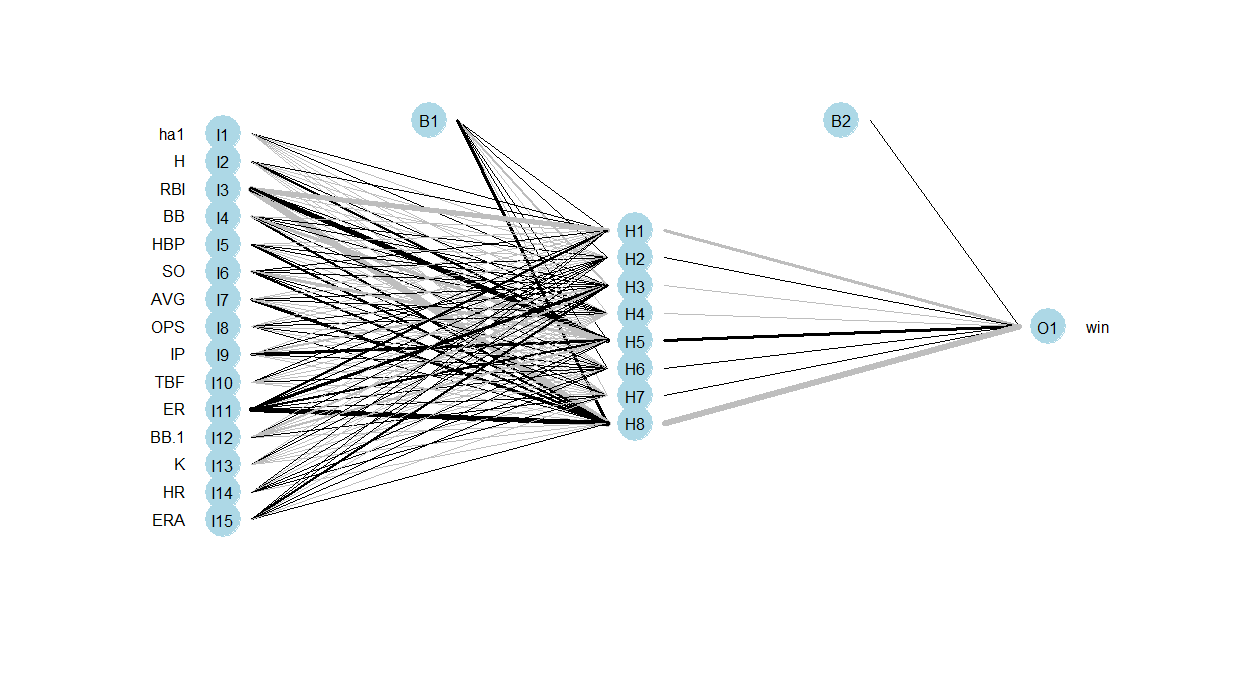 B1
B2
ha1 I1
H I2
RBI I3
BB I4
HBP I5
SO I6
AVG I7
OPS I8
IP I9
TBF I10
ER I11
BB.1 I12
K I13
HR I14
ERA I15
H1
H2
H3
H4
H5
H6
H7
H8
O1 win